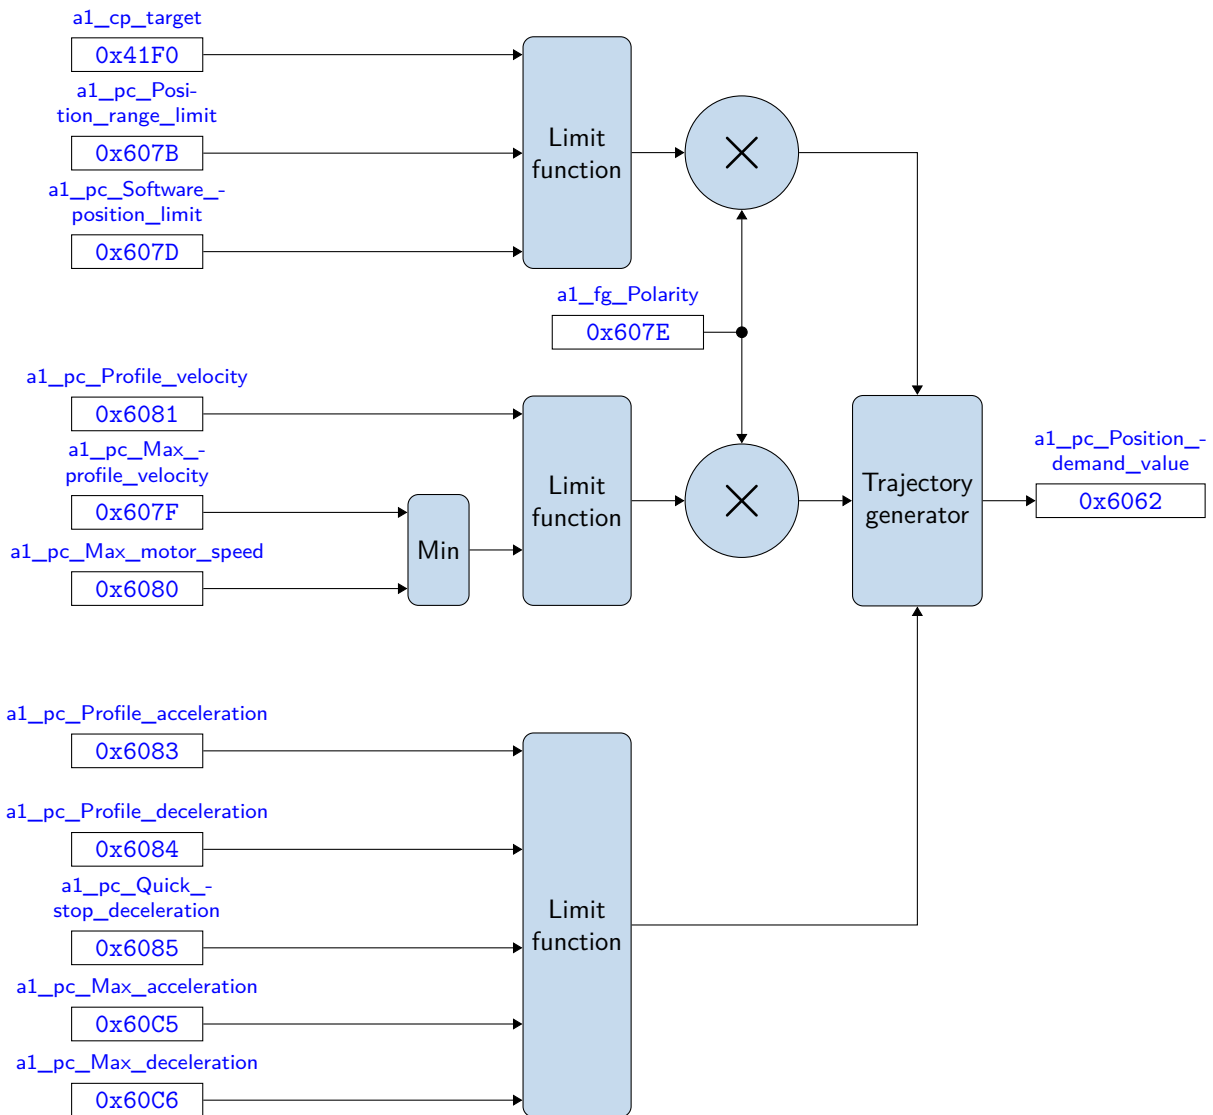 a1_cp_target
0x41F0
a1_pc_Posi-
tion_range_limit
0x607B
a1_pc_Software_-
position_limit
0x607D
Limit
function
a1_fg_Polarity
0x607E
a1_pc_Profile_velocity
0x6081
a1_pc_Max_-
profile_velocity
0x607F
a1_pc_Max_motor_speed
0x6080
Min
Limit
function
Trajectory
generator
a1_pc_Position_-
demand_value
0x6062
a1_pc_Profile_acceleration
0x6083
a1_pc_Profile_deceleration
0x6084
a1_pc_Quick_-
stop_deceleration
0x6085
a1_pc_Max_acceleration
0x60C5
a1_pc_Max_deceleration
0x60C6
Limit
function